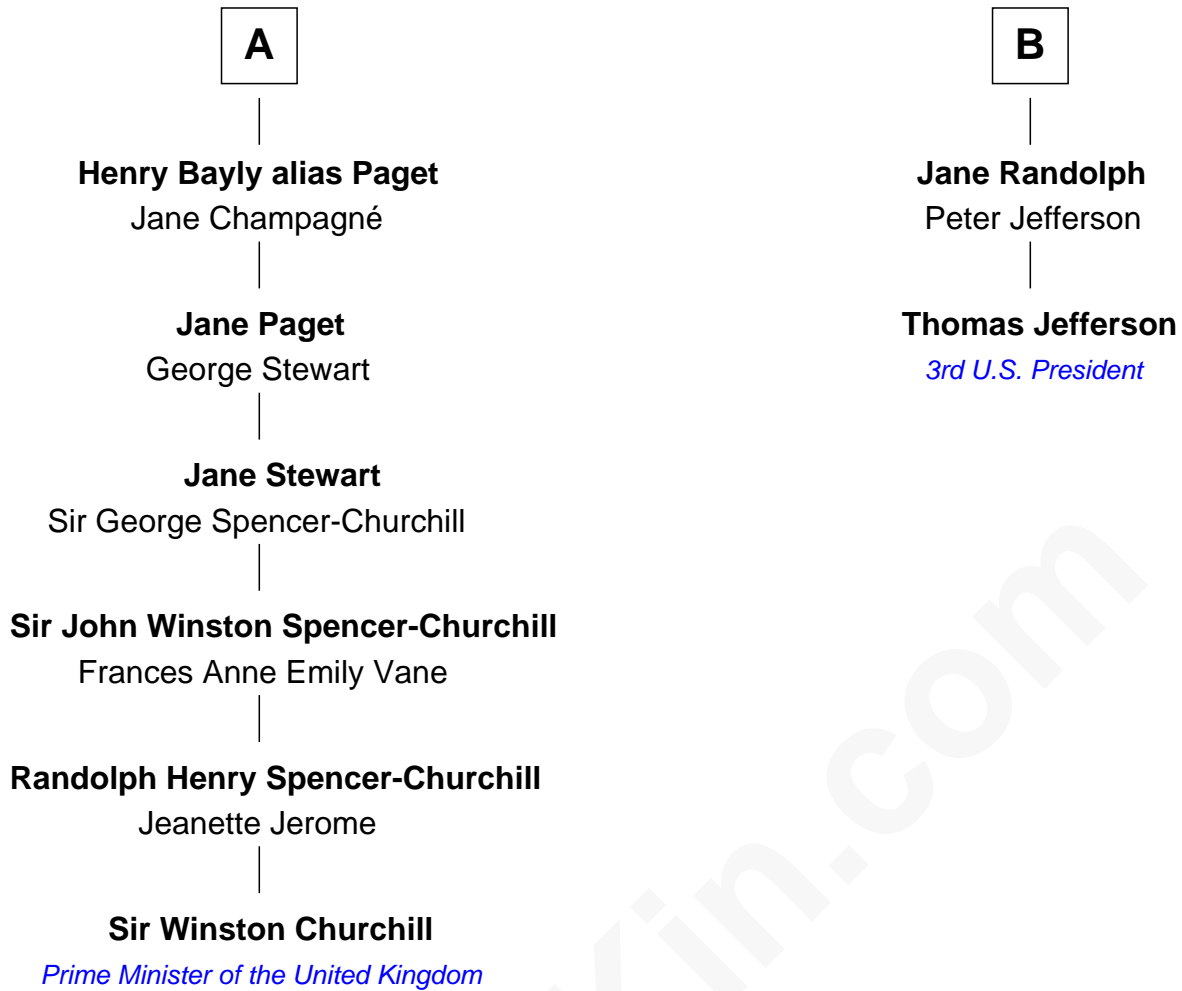 A
Henry Bayly alias Paget
Jane Champagné
Jane Paget
George Stewart
Jane Stewart
Sir George Spencer-Churchill
Sir John Winston Spencer-Churchill
Frances Anne Emily Vane
Randolph Henry Spencer-Churchill
Jeanette Jerome
Sir Winston Churchill
Prime Minister of the United Kingdom
B
Jane Randolph
Peter Jefferson
Thomas Jefferson
3rd U.S. President
in.com